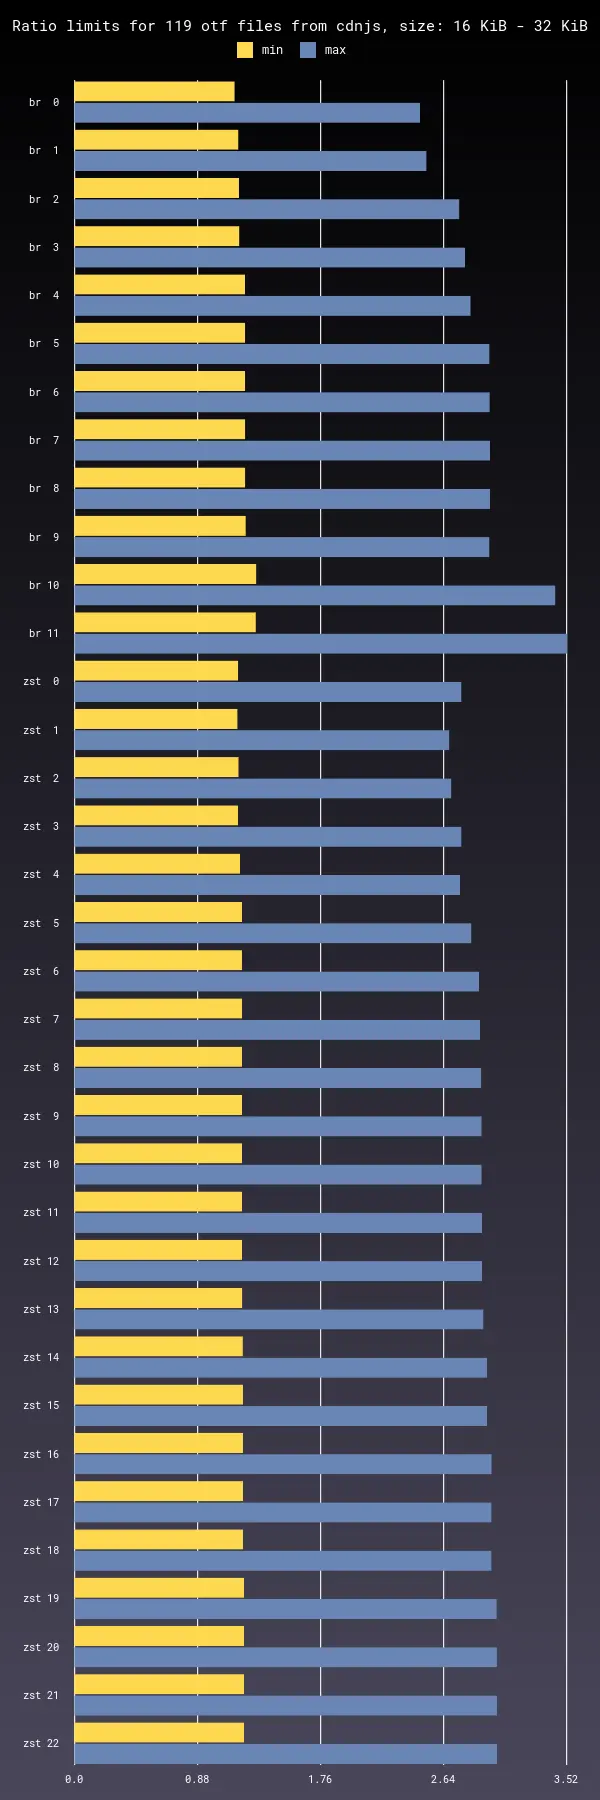 Ratio limits for 119 otf files from cdnjs, size: 16 KiB - 32 KiB
min max
br 0
br 1
br 2
br 3
br 4
br 5
br 6
br 7
br 8
br 9
br 10
br 11
zst 0
zst 1
zst 2
zst 3
zst 4
zst 5
zst 6
zst 7
zst 8
zst 9
zst 10
zst 11
zst 12
zst 13
zst 14
zst 15
zst 16
zst 17
zst 18
zst 19
zst 20
zst 21
zst 22
0.0 0.88 1.76 2.64 3.52